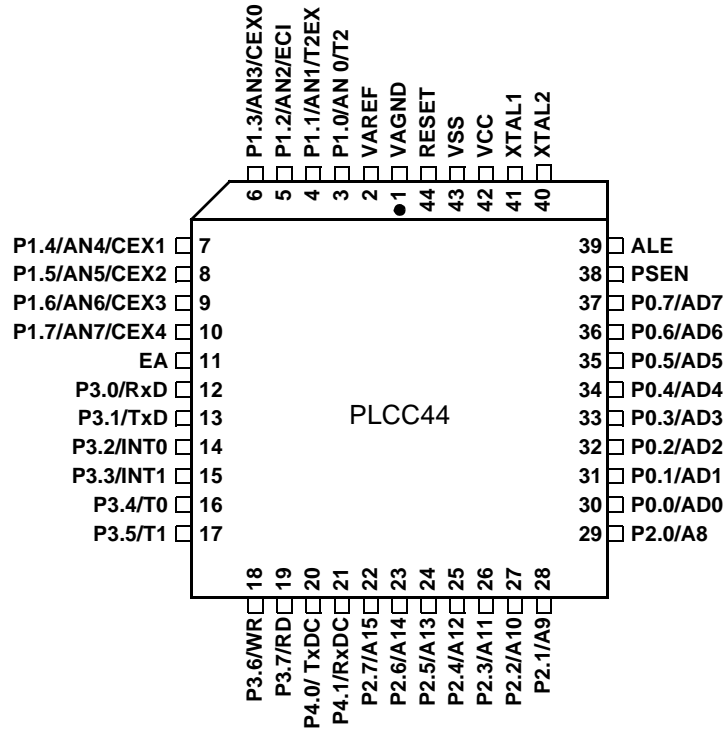 P1.3/AN3/CEX0
P1.2/AN2/ECI
P1.1/AN1/T2EX
P1.0/AN 0/T2
VAREF
VAGND
RESET
VSS
VCC
XTAL1
XTAL2
6 5 4 3 2 1 44 43 42 41 40
P1.4/AN4/CEX1 7
P1.5/AN5/CEX2 8
P1.6/AN6/CEX3 9
P1.7/AN7/CEX4 10
EA 11
P3.0/RxD 12
P3.1/TxD 13
P3.2/INT0 14
P3.3/INT1 15
P3.4/T0 16
P3.5/T1 17
PLCC44
39 ALE
38 PSEN
37 P0.7/AD7
36 P0.6/AD6
35 P0.5/AD5
34 P0.4/AD4
33 P0.3/AD3
32 P0.2/AD2
31 P0.1/AD1
30 P0.0/AD0
29 P2.0/A8
18 19 20 21 22 23 24 25 26 27 28
P3.6/WR
P3.7/RD
P4.0/ TxDC
P4.1/RxDC
P2.7/A15
P2.6/A14
P2.5/A13
P2.4/A12
P2.3/A11
P2.2/A10
P2.1/A9